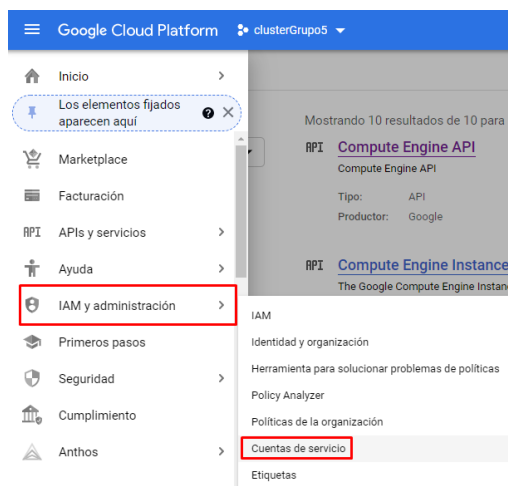 Google Cloud Platform
clusterGrupo5
Inicio
Los elementos fijados
aparecen aquí
Marketplace
Facturación
API APIs y servicios
Ayuda
IAM y administración
Primeros pasos
Seguridad
Cumplimiento
Anthos
Mostrando 10 resultados de 10 para
API Compute Engine API
Compute Engine API
Tipo: API
Productor: Google
API Compute Engine Instance
The Google Compute Engine Instan
IAM
Identidad y organización
Herramienta para solucionar problemas de políticas
Policy Analyzer
Políticas de la organización
Cuentas de servicio
Etiquetas